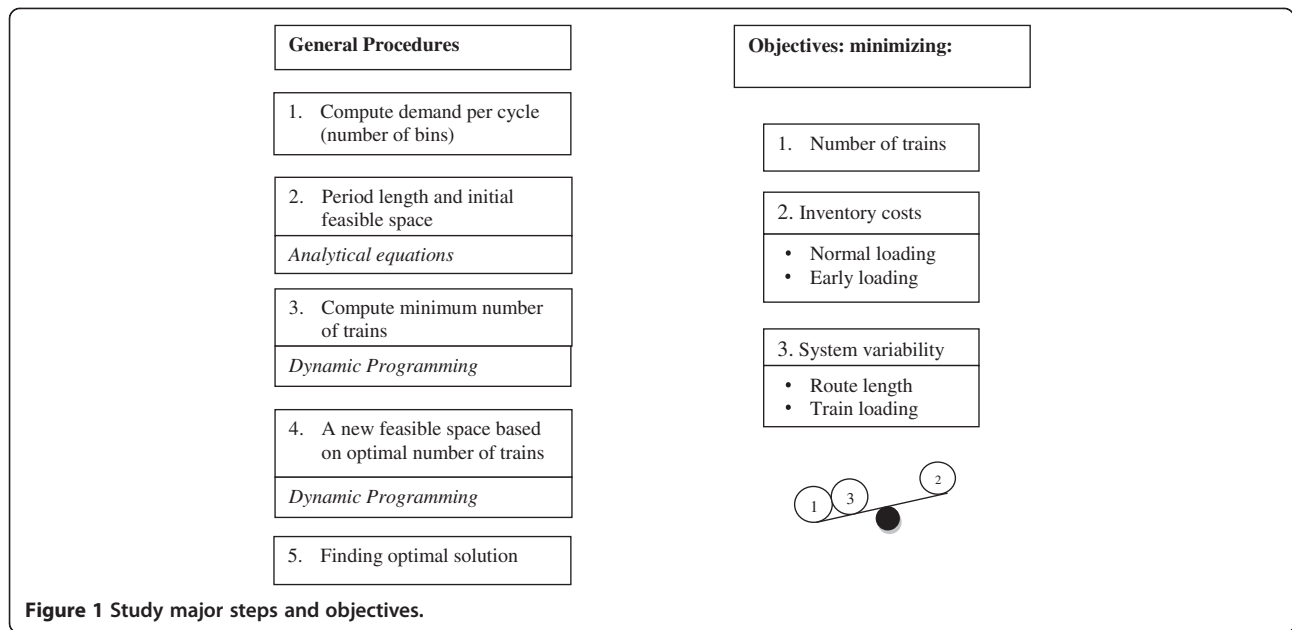 General Procedures
1. Compute demand per cycle
(number of bins)
2. Period length and initial
feasible space
Analytical equations
3. Compute minimum number
of trains
Dynamic Programming
4. A new feasible space based
on optimal number of trains
Dynamic Programming
5. Finding optimal solution
Objectives: minimizing:
1. Number of trains
2. Inventory costs
• Normal loading
• Early loading
3. System variability
• Route length
• Train loading
1 3 2
Figure 1 Study major steps and objectives.